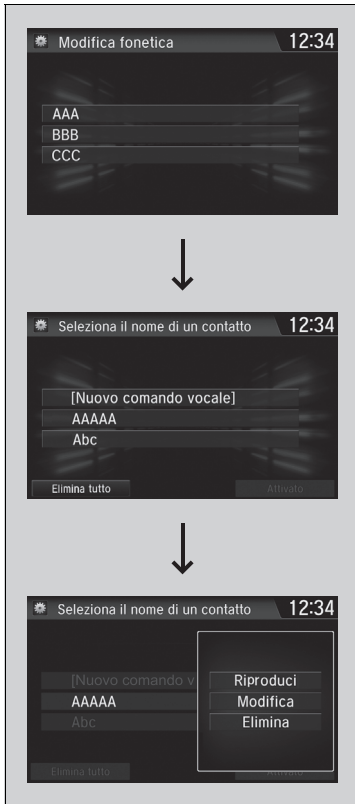 Modifica fonetica 12:34
AAA
BBB
CCC
Seleziona il nome di un contatto 12:34
[Nuovo comando vocale]
AAAAA
Abc
Elimina tutto Attivato
Seleziona il nome di un contatto 12:34
[Nuovo comando v
AAAAA
Abc
Riproduci
Modifica
Elimina
Elimina tutto Attivato